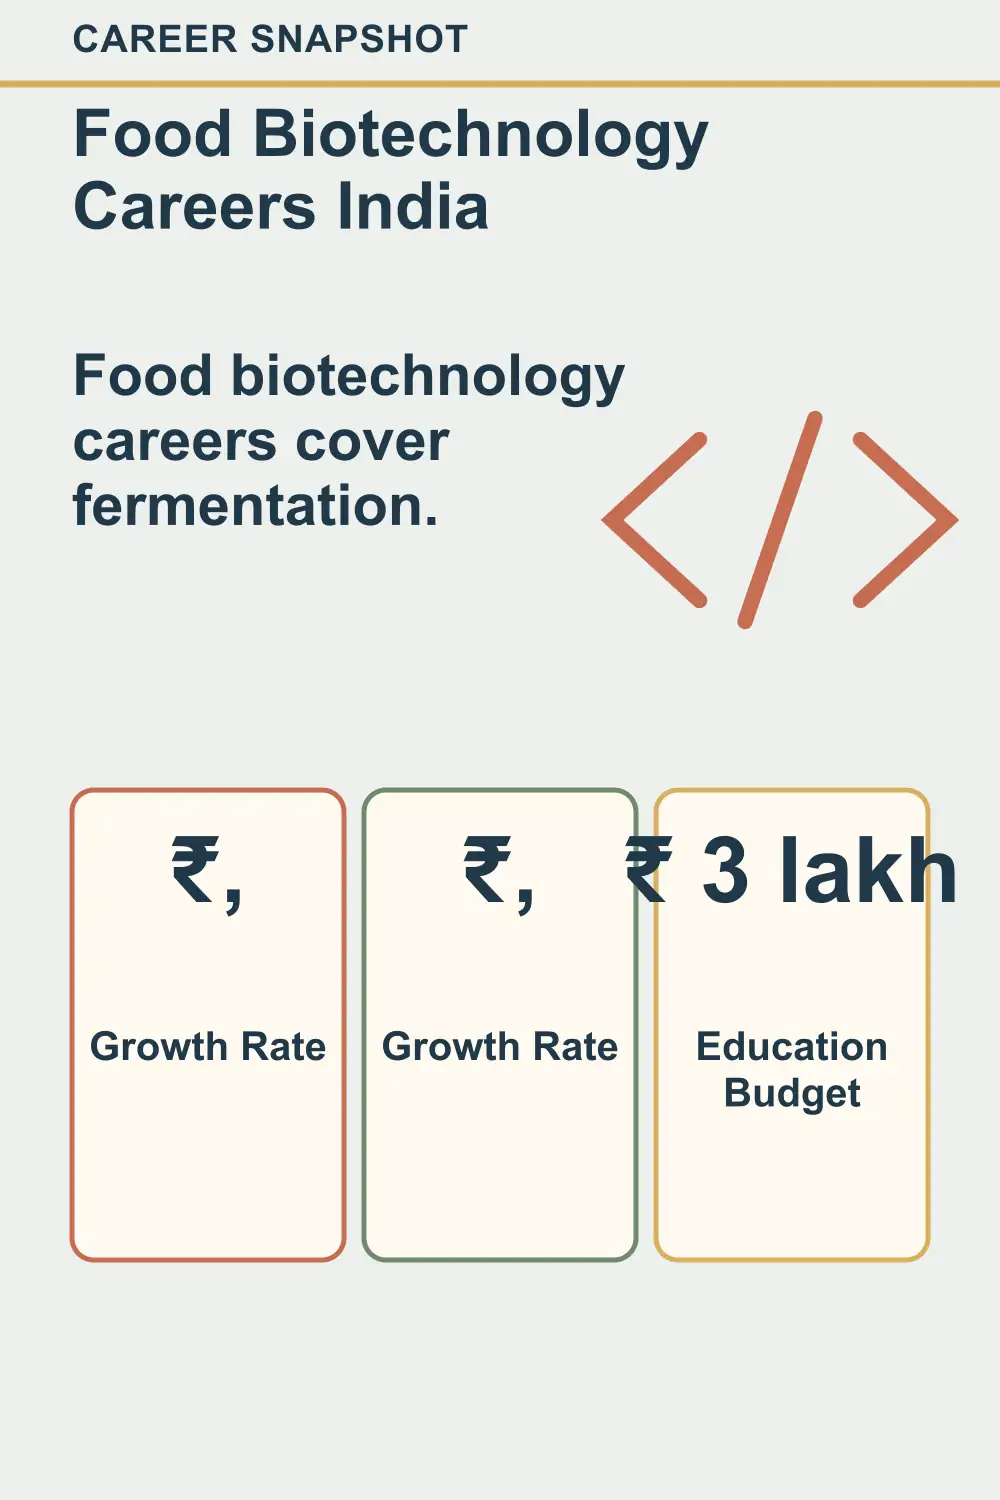 CAREER SNAPSHOT
Food Biotechnology
Careers India
Food biotechnology
careers cover
fermentation.
₹,
Growth Rate
₹,
Growth Rate
₹ 3 lakh
Education
Budget